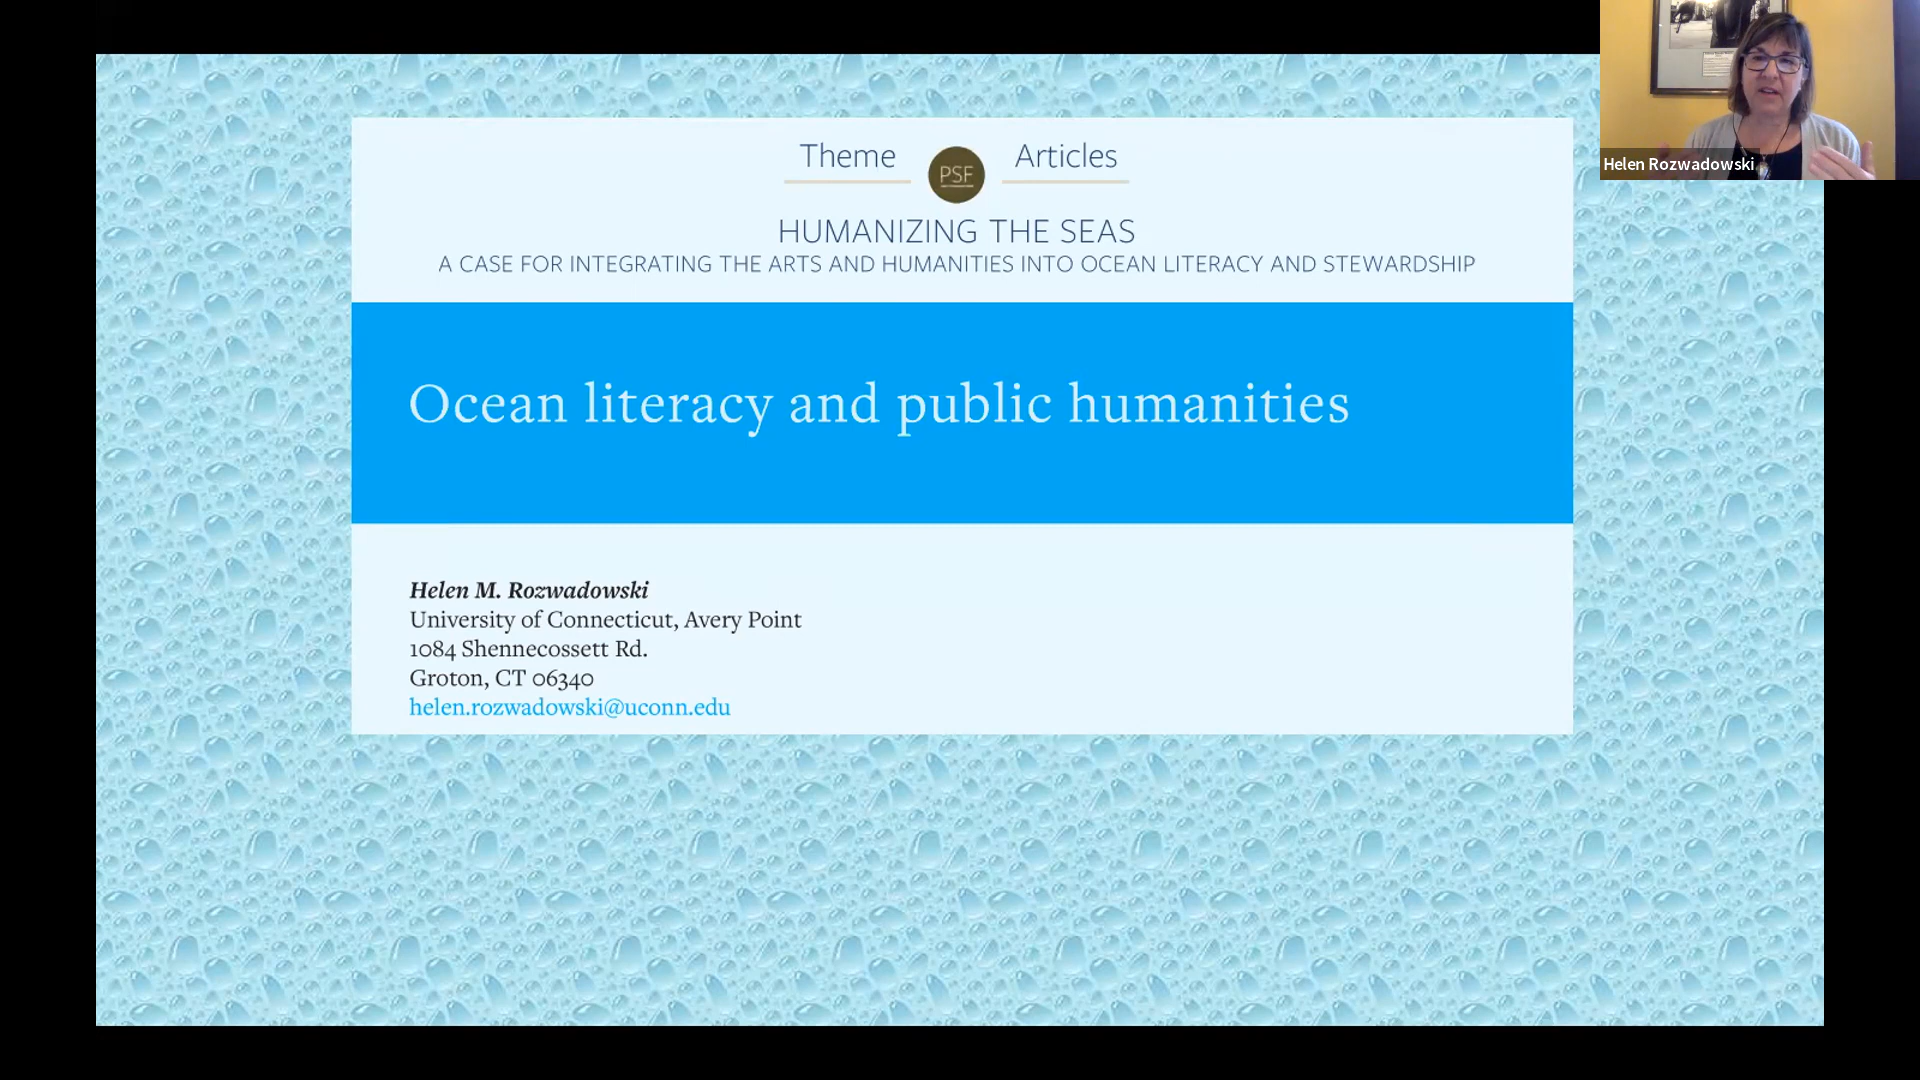 Theme PSF Articles
HUMANIZING THE SEAS
A CASE FOR INTEGRATING THE ARTS AND HUMANITIES INTO OCEAN LITERACY AND STEWARDSHIP
Ocean literacy and public humanities
Helen M. Rozwadowski
University of Connecticut, Avery Point
1084 Shennecossett Rd.
Groton, CT 06340
helen.rozwadowski@uconn.edu
Helen Rozwadowski